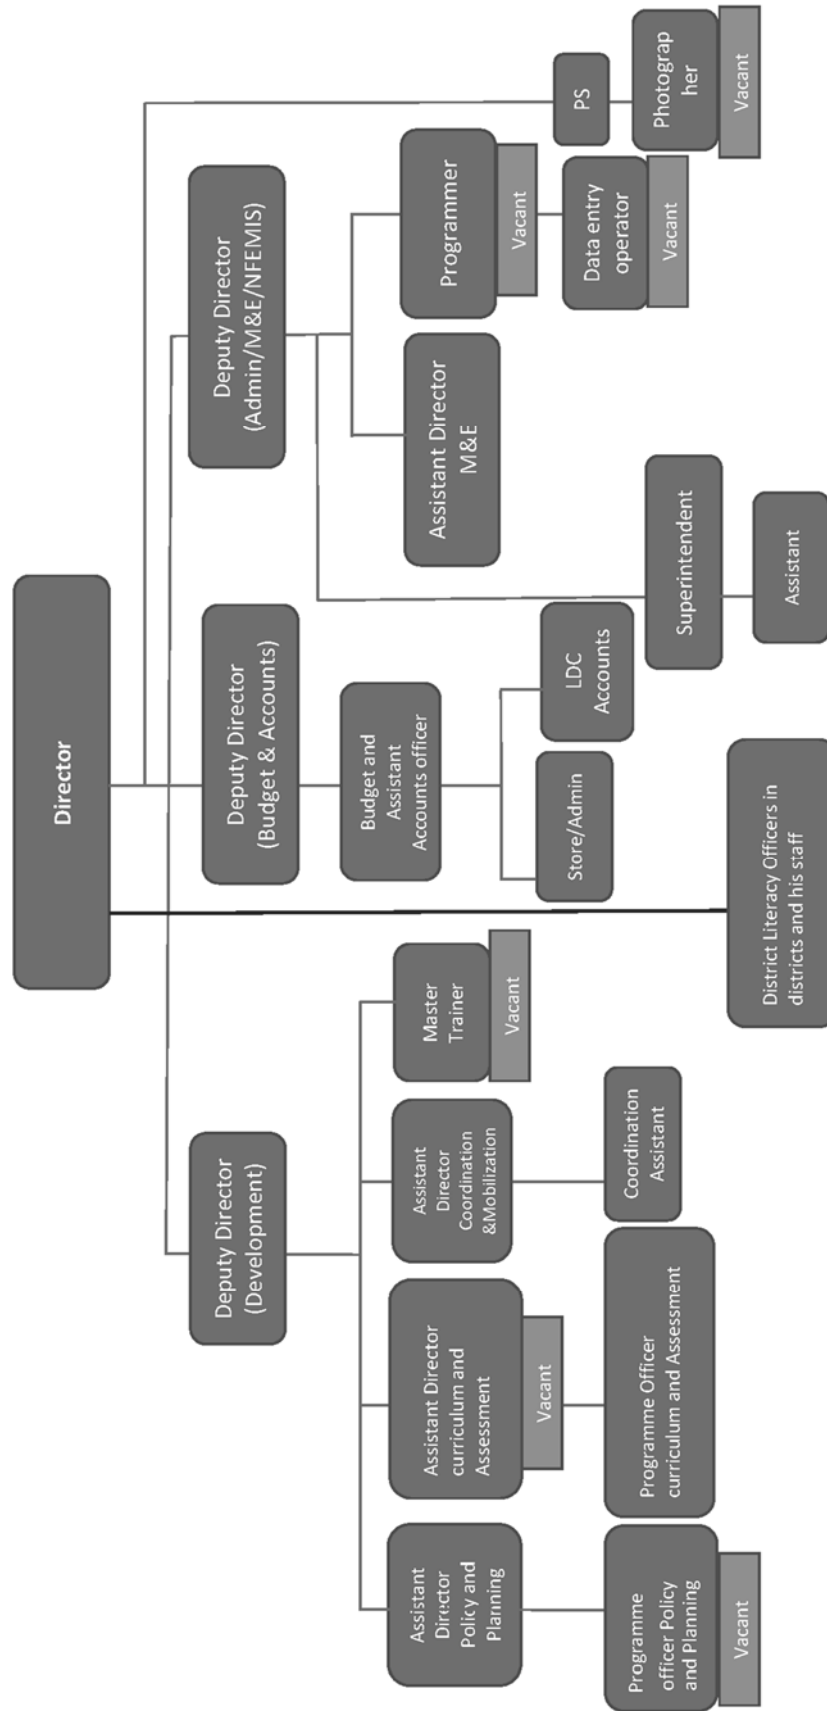 Director
Deputy Director
(Development)
Deputy Director
(Budget & Accounts)
Deputy Director
(Admin/M&E/NFEMIS)
Assistant
Director
Policy and
Planning
Assistant Director
curriculum and
Assessment
Vacant
Assistant
Director
Coordination
&Mobilization
Master
Trainer
Vacant
Budget and
Assistant
Accounts officer
Assistant Director
M&E
Programmer
Vacant
Store/Admin
LDC
Accounts
Data entry
operator
Vacant
PS
Programme
officer Policy
and Planning
Vacant
Programme Officer
curriculum and Assessment
Coordination
Assistant
Superintendent
Photograp
her
Vacant
District Literacy Officers in
districts and his staff
Assistant